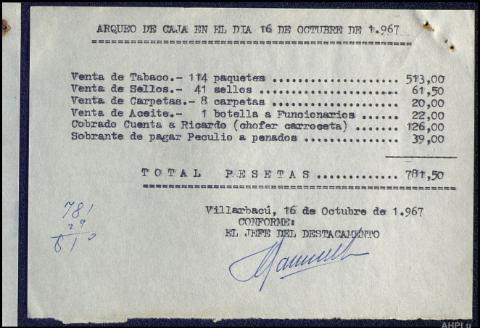 ARQUEO DE CAJA EN EL DIA 16 DE OCTUBRE DE 1.967
Venta de Tabaco.- 114 paquetes .................... 513,00
Venta de Sellos.- 41 sellos .................... 61,50
Venta de Carpetas.- 8 carpetas .................... 20,00
Venta de Aceite.- 1 botella a Funcionarios ........ 22,00
Cobrado Cuenta a Ricardo (chofer carroceta) ....... 126,00
Sobrante de pagar Peculio a penados ............... 39,00
TOTAL PESETAS ............ 781,50
Villarbacú, 16 de Octubre de 1.967
CONFORME:
EL JEFE DEL DESTACAMENTO
781
AHPLu